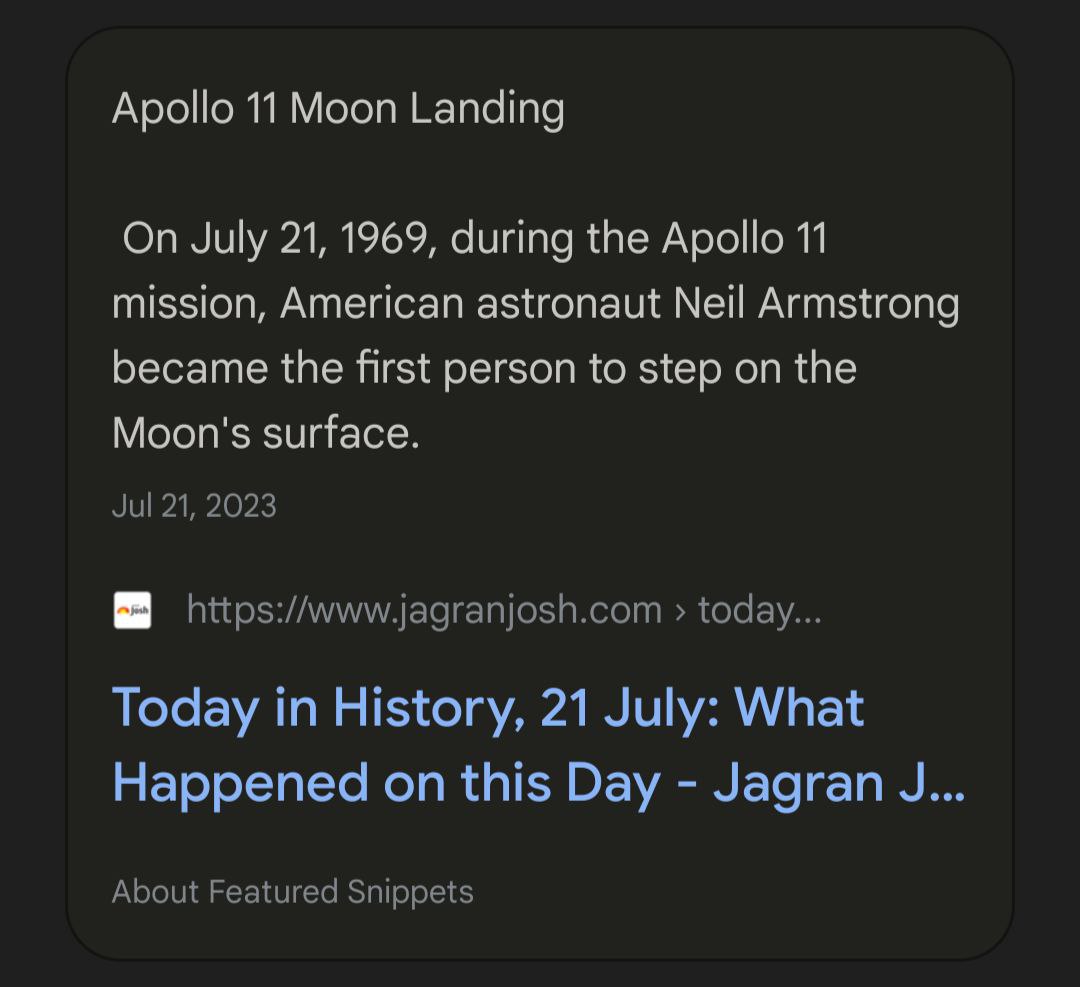 Apollo 11 Moon Landing
On July 21, 1969, during the Apollo 11
mission, American astronaut Neil Armstrong
became the first person to step on the
Moon's surface.
Jul 21, 2023
josh
https://www.jagranjosh.com › today...
Today in History, 21 July: What
Happened on this Day - Jagran J...
About Featured Snippets